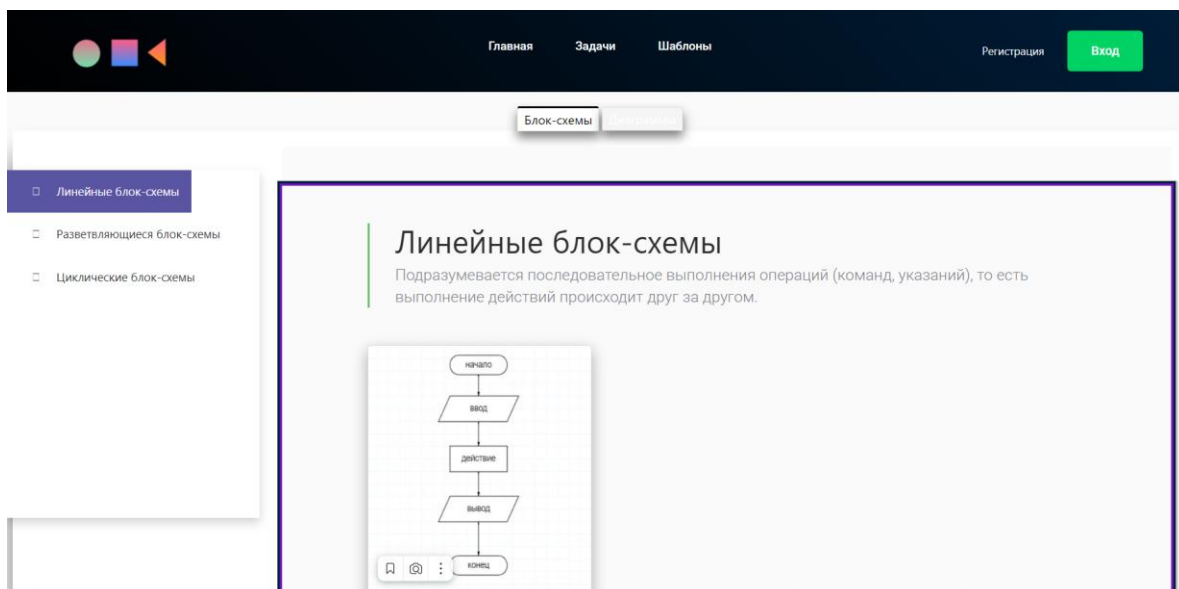 Главная Задачи Шаблоны Регистрация Вход
Блок-схемы Диаграммы
Линейные блок-схемы
Разветвляющиеся блок-схемы
Циклические блок-схемы
Линейные блок-схемы
Подразумевается последовательное выполнения операций (команд, указаний), то есть
выполнение действий происходит друг за другом.
начало
ввод
действие
вывод
конец